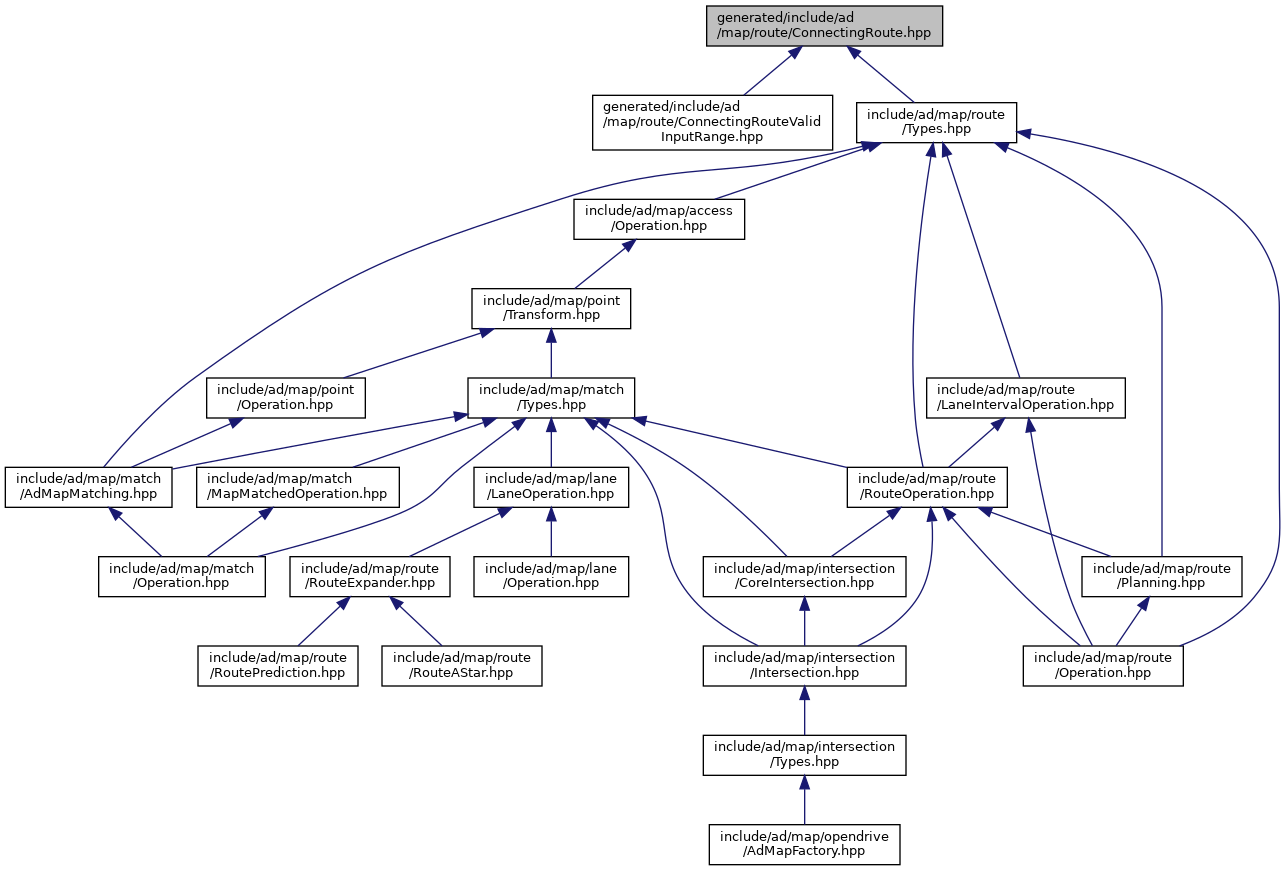 generated/include/ad
/map/route/ConnectingRoute.hpp
generated/include/ad
/map/route/ConnectingRouteValid
InputRange.hpp
include/ad/map/route
/Types.hpp
include/ad/map/access
/Operation.hpp
include/ad/map/point
/Transform.hpp
include/ad/map/point
/Operation.hpp
include/ad/map/match
/Types.hpp
include/ad/map/route
/LaneIntervalOperation.hpp
include/ad/map/match
/AdMapMatching.hpp
include/ad/map/match
/MapMatchedOperation.hpp
include/ad/map/lane
/LaneOperation.hpp
include/ad/map/route
/RouteOperation.hpp
include/ad/map/match
/Operation.hpp
include/ad/map/route
/RouteExpander.hpp
include/ad/map/lane
/Operation.hpp
include/ad/map/intersection
/CoreIntersection.hpp
include/ad/map/route
/Planning.hpp
include/ad/map/route
/RoutePrediction.hpp
include/ad/map/route
/RouteAStar.hpp
include/ad/map/intersection
/Intersection.hpp
include/ad/map/route
/Operation.hpp
include/ad/map/intersection
/Types.hpp
include/ad/map/opendrive
/AdMapFactory.hpp